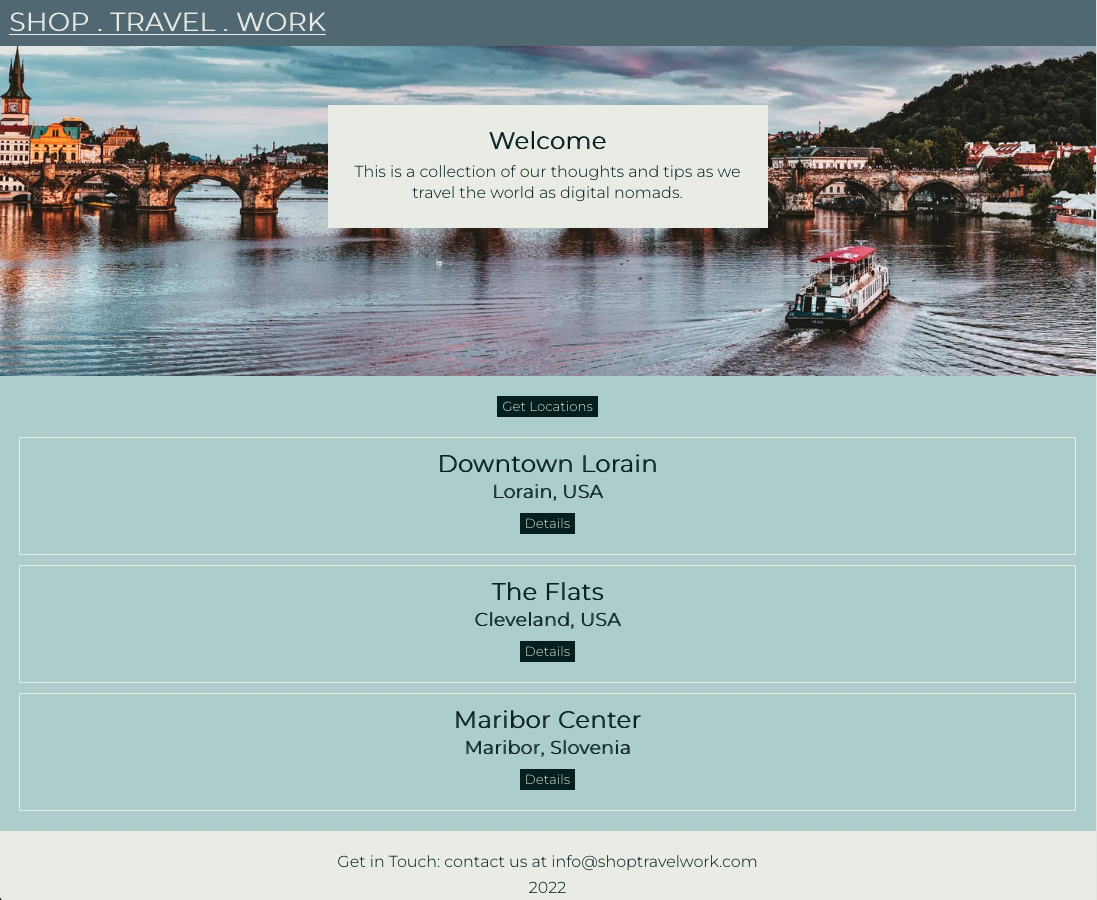 SHOP . TRAVEL . WORK
Welcome
This is a collection of our thoughts and tips as we
travel the world as digital nomads.
Get Locations
Downtown Lorain
Lorain, USA
Details
The Flats
Cleveland, USA
Details
Maribor Center
Maribor, Slovenia
Details
Get in Touch: contact us at info@shoptravelwork.com
2022